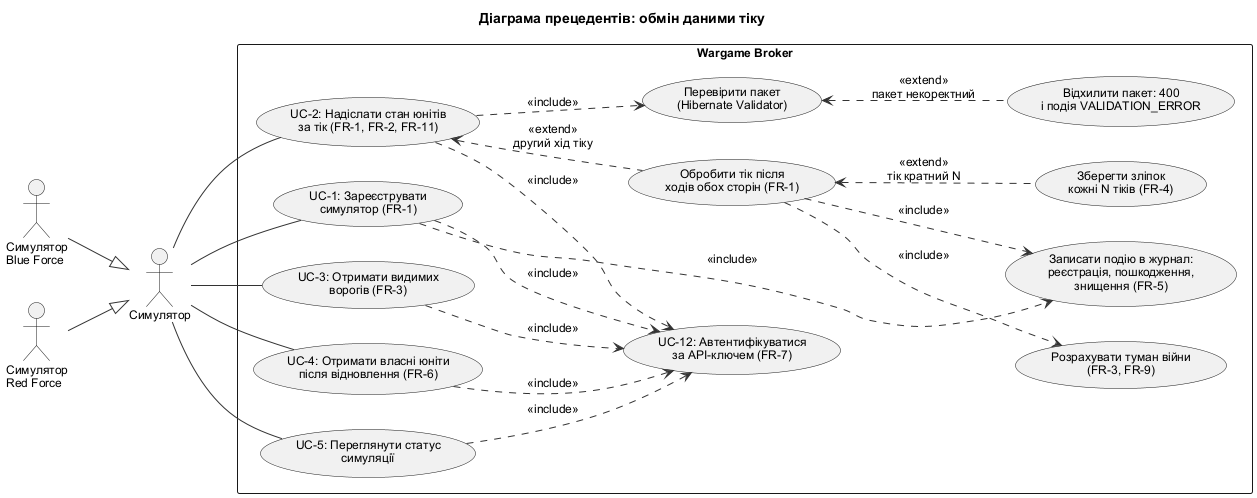 Діаграма прецедентів: обмін даними тіку
Wargame Broker
Симулятор
Blue Force
Симулятор
Red Force
Симулятор
UC-2: Надіслати стан юнітів
за тік (FR-1, FR-2, FR-11)
UC-1: Зареєструвати
симулятор (FR-1)
UC-3: Отримати видимих
ворогів (FR-3)
UC-4: Отримати власні юніти
після відновлення (FR-6)
UC-5: Переглянути статус
симуляції
«include»
«extend»
другий хід тіку
«include»
«include»
«include»
«include»
«include»
«include»
Перевірити пакет
(Hibernate Validator)
Обробити тік після
ходів обох сторін (FR-1)
UC-12: Автентифікуватися
за API-ключем (FR-7)
«extend»
пакет некоректний
«extend»
тік кратний N
«include»
«include»
Відхилити пакет: 400
і подія VALIDATION_ERROR
Зберегти зліпок
кожні N тіків (FR-4)
Записати подію в журнал:
реєстрація, пошкодження,
знищення (FR-5)
Розрахувати туман війни
(FR-3, FR-9)